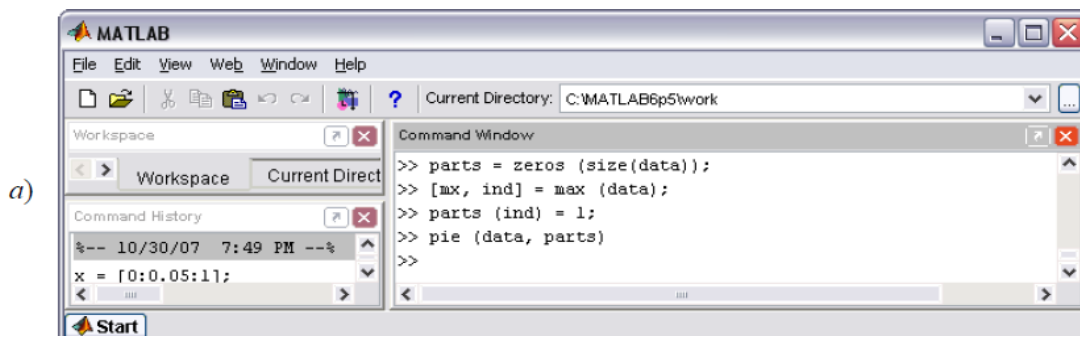 MATLAB
File Edit View Web Window Help
? Current Directory: C:\MATLAB6p5\work ...
Workspace
Workspace Current Direct
a)
Command History
%-- 10/30/07 7:49 PM --%
x = [0:0.05:1];
Command Window
>> parts = zeros (size(data));
>> [mx, ind] = max (data);
>> parts (ind) = 1;
>> pie (data, parts)
>>
Start